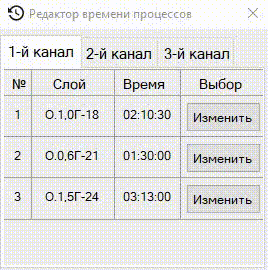 Редактор времени процессов
1-й канал 2-й канал 3-й канал
№ Слой Время Выбор
1 О.1,0Г-18 02:10:30 Изменить
2 О.0,6Г-21 01:30:00 Изменить
3 О.1,5Г-24 03:13:00 Изменить